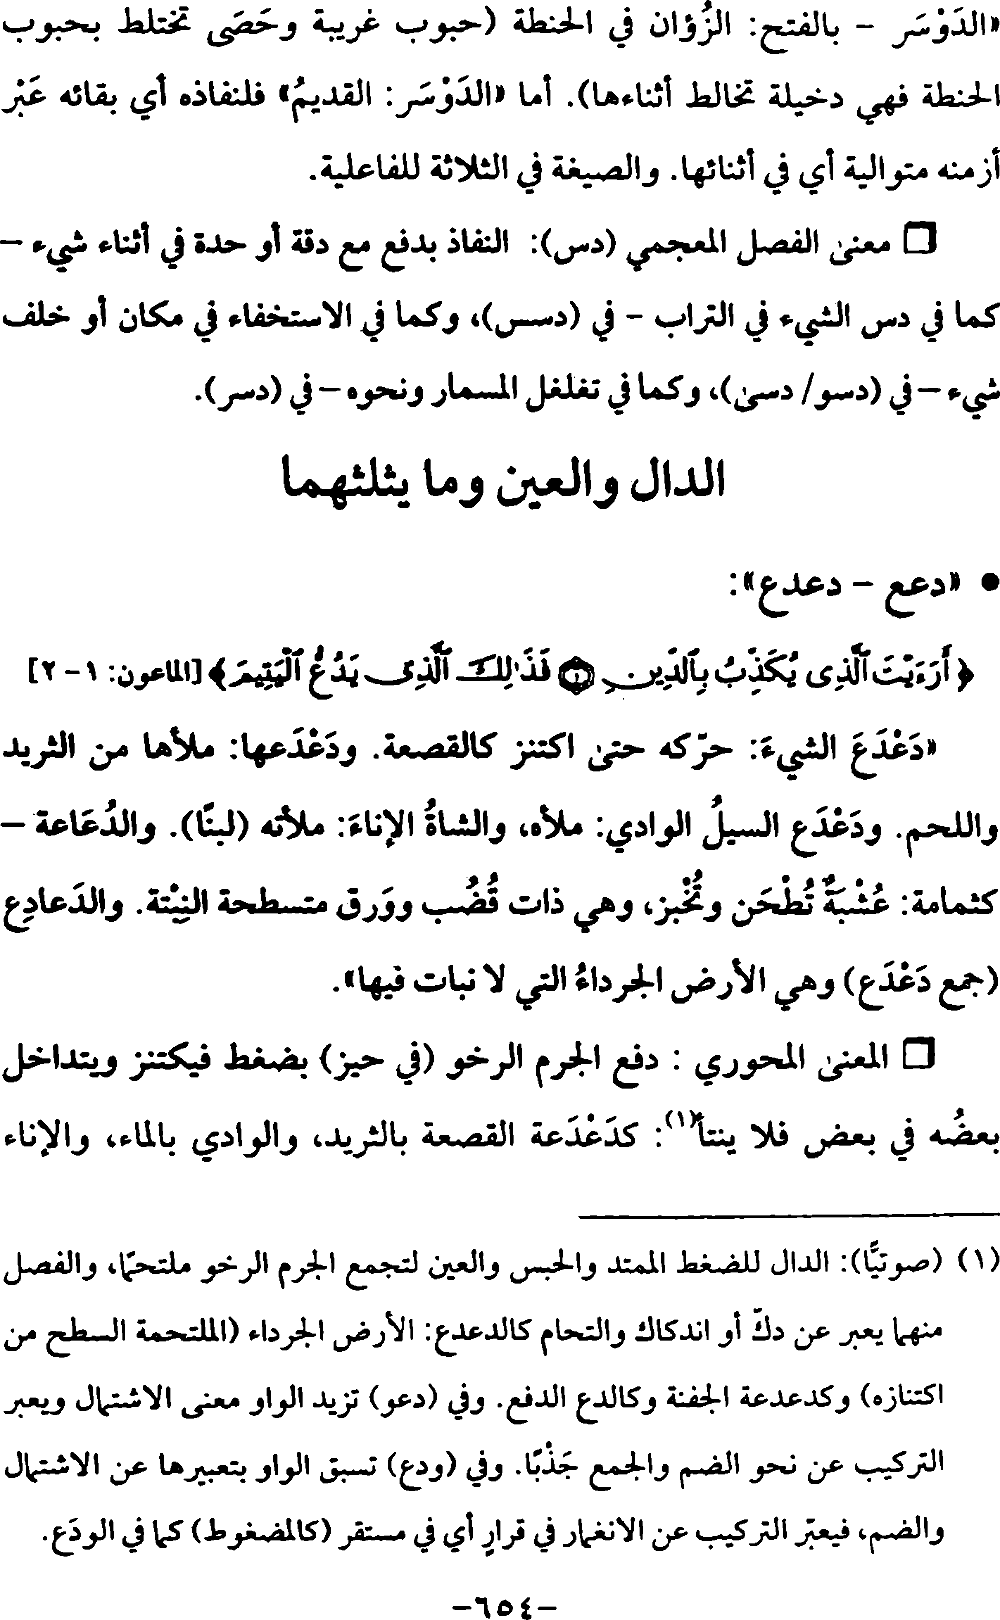 «الدَوْسَر - بالفتح: الزُؤان في الحنطة (حبوب غريبة وحَصَى تختلط بحبوب
الحنطة فهي دخيلة تخالط أثناءها). أما «الدَوْسَر: القديمُ» فلنفاذه أي بقائه عَبْر
أزمنه متوالية أي في أثنائها. والصيغة في الثلاثة للفاعلية.
□ معنى الفصل المعجمي (دس): النفاذ بدفع مع دقة أو حدة في أثناء شيء –
كما في دس الشيء في التراب - في (دسس)، وكما في الاستخفاء في مكان أو خلف
شيء – في (دسو/ دسى)، وكما في تغلغل المسمار ونحوه – في (دسر).
الدال والعين وما يثلثهما
• «دعع - دعدع»:
﴿أَرَءَيْتَ ٱلَّذِى يُكَذِّبُ بِٱلدِّينِ ۝١ فَذَٰلِكَ ٱلَّذِى يَدُعُّ ٱلْيَتِيمَ﴾ [الماعون: ١-٢]
«دَعْدَعَ الشيءَ: حرّكه حتى اكتنز كالقصعة. ودَعْدَعها: ملأها من الثريد
واللحم. ودَعْدَع السيلُ الوادي: ملأه، والشاةُ الإناءَ: ملأته (لبنًا). والدُعَاعة –
كثمامة: عُشْبَةٌ تُطْحَن وتُخْبز، وهي ذات قُضُب ووَرق متسطحة النِبْتة. والدَعادِع
(جمع دَعْدَع) وهي الأرض الجرداءُ التي لا نبات فيها».
□ المعنى المحوري : دفع الجرم الرخو (في حيز) بضغط فيكتنز ويتداخل
بعضُه في بعض فلا ينتأ(١): كدَعْدَعة القصعة بالثريد، والوادي بالماء، والإناء
(١) (صوتيًّا): الدال للضغط الممتد والحبس والعين لتجمع الجرم الرخو ملتحمًا، والفصل
منهما يعبر عن دكّ أو اندكاك والتحام كالدعدع: الأرض الجرداء (الملتحمة السطح من
اكتنازه) وكدعدعة الجفنة وكالدع الدفع. وفي (دعو) تزيد الواو معنى الاشتمال ويعبر
التركيب عن نحو الضم والجمع جَذْبًا. وفي (ودع) تسبق الواو بتعبيرها عن الاشتمال
والضم، فيعبّر التركيب عن الانغمار في قرارٍ أي في مستقر (كالمضغوط) كما في الودَع.
-٦٥٤-